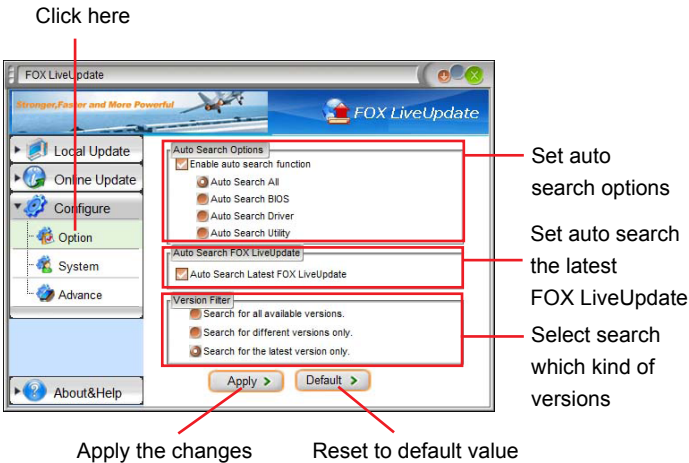 Click here
FOX LiveUpdate
Stronger,Faster and More Powerful
FOX LiveUpdate
Local Update
Online Update
Configure
Option
System
Advance
About&Help
Auto Search Options
Enable auto search function
Auto Search All
Auto Search BIOS
Auto Search Driver
Auto Search Utility
Auto Search FOX LiveUpdate
Auto Search Latest FOX LiveUpdate
Version Filter
Search for all available versions.
Search for different versions only.
Search for the latest version only.
Apply >
Default >
Set auto
search options
Set auto search
the latest
FOX LiveUpdate
Select search
which kind of
versions
Apply the changes
Reset to default value